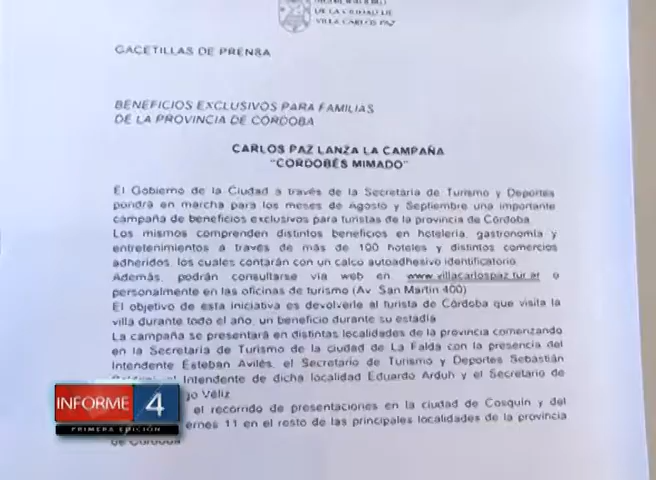 DE LA CIUDAD DE
VILLA CARLOS PAZ
GACETILLAS DE PRENSA
BENEFICIOS EXCLUSIVOS PARA FAMILIAS
DE LA PROVINCIA DE CÓRDOBA
CARLOS PAZ LANZA LA CAMPAÑA
"CORDOBÉS MIMADO"
El Gobierno de la Ciudad a través de la Secretaría de Turismo y Deportes
pondrá en marcha para los meses de Agosto y Septiembre una importante
campaña de beneficios exclusivos para turistas de la provincia de Córdoba.
Los mismos comprenden distintos beneficios en hotelería, gastronomía y
entretenimientos a través de más de 100 hoteles y distintos comercios
adheridos, los cuales contarán con un calco autoadhesivo identificatorio.
Además, podrán consultarse vía web en www.villacarlospaz.tur.ar o
personalmente en las oficinas de turismo (Av. San Martín 400)
El objetivo de esta iniciativa es devolverle al turista de Córdoba que visita la
villa durante todo el año, un beneficio durante su estadía.
La campaña se presentará en distintas localidades de la provincia comenzando
en la Secretaría de Turismo de la ciudad de La Falda con la presencia del
Intendente Esteban Avilés, el Secretario de Turismo y Deportes Sebastián
el Intendente de dicha localidad Eduardo Arduh y el Secretario de
go Véliz
el recorrido de presentaciones en la ciudad de Cosquín y del
ernes 11 en el resto de las principales localidades de la provincia
de Córdoba
INFORME 4
PRIMERA EDICIÓN